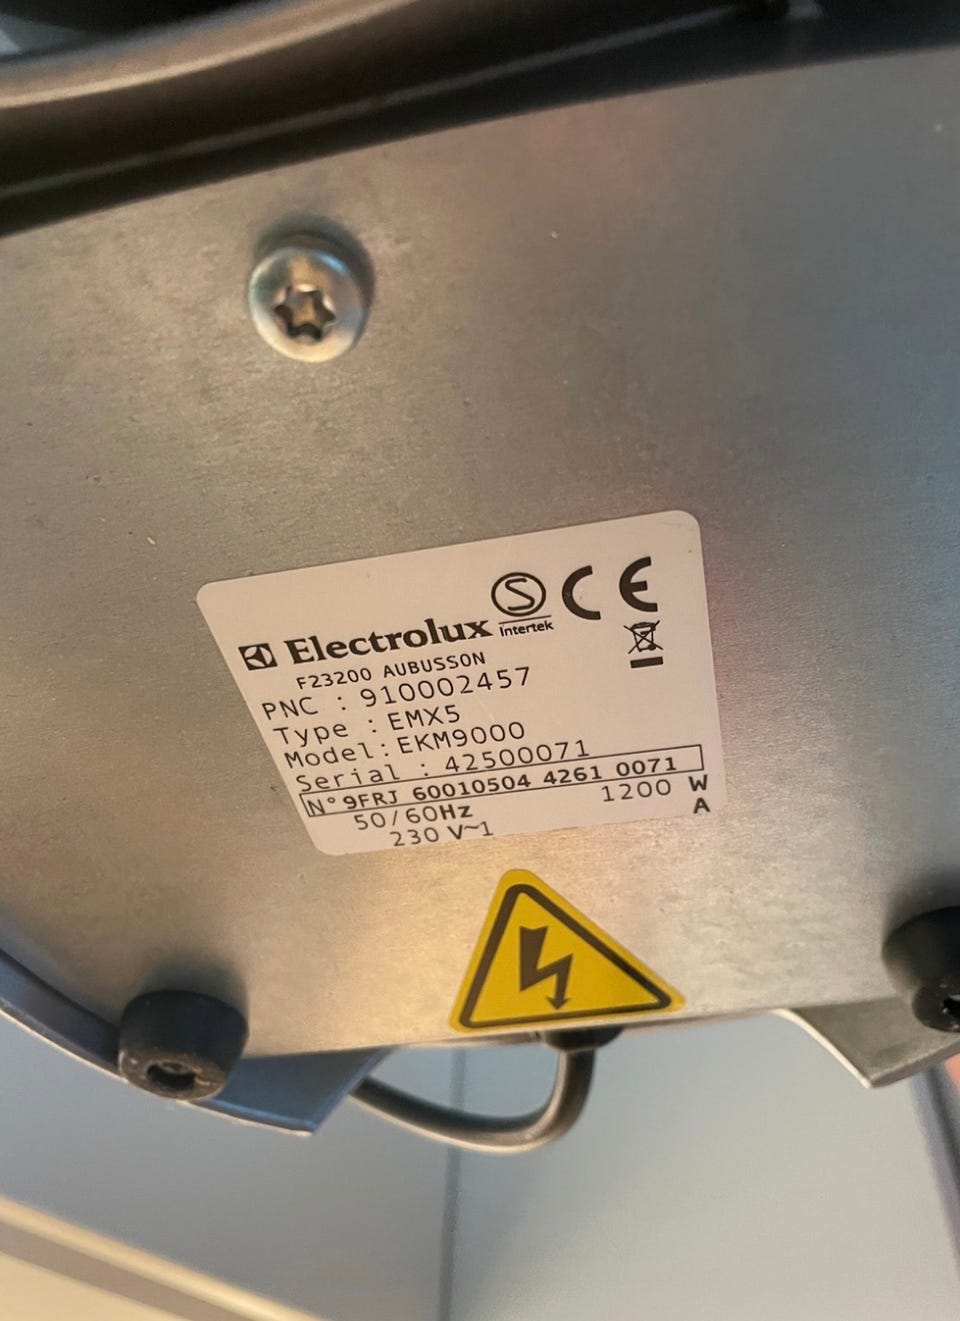 S
Intertek
CE
Electrolux
F23200 AUBUSSON
PNC : 910002457
Type : EMX5
Model: EKM9000
Serial : 42500071
N° 9FRJ 60010504 4261 0071
50/60Hz 1200 W
230 V~1 A